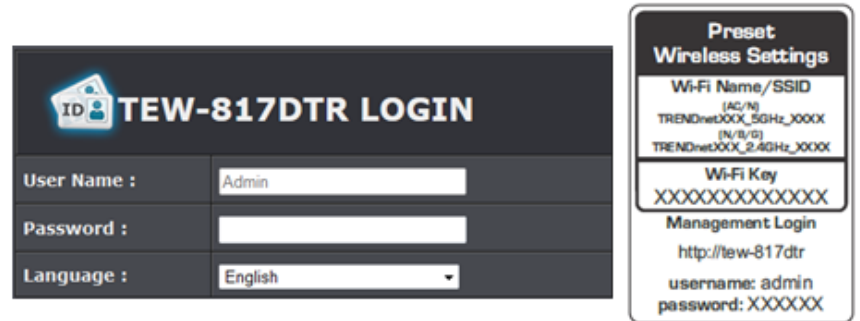 ID
TEW-817DTR LOGIN
User Name :
Admin
Password :
Language :
English
Preset
Wireless Settings
Wi-Fi Name/SSID
(AC/N)
TRENDnetXXX_5GHz_XXXX
(N/B/G)
TRENDnetXXX_2.4GHz_XXXX
Wi-Fi Key
XXXXXXXXXXXXX
Management Login
http://tew-817dtr
username: admin
password: XXXXXX